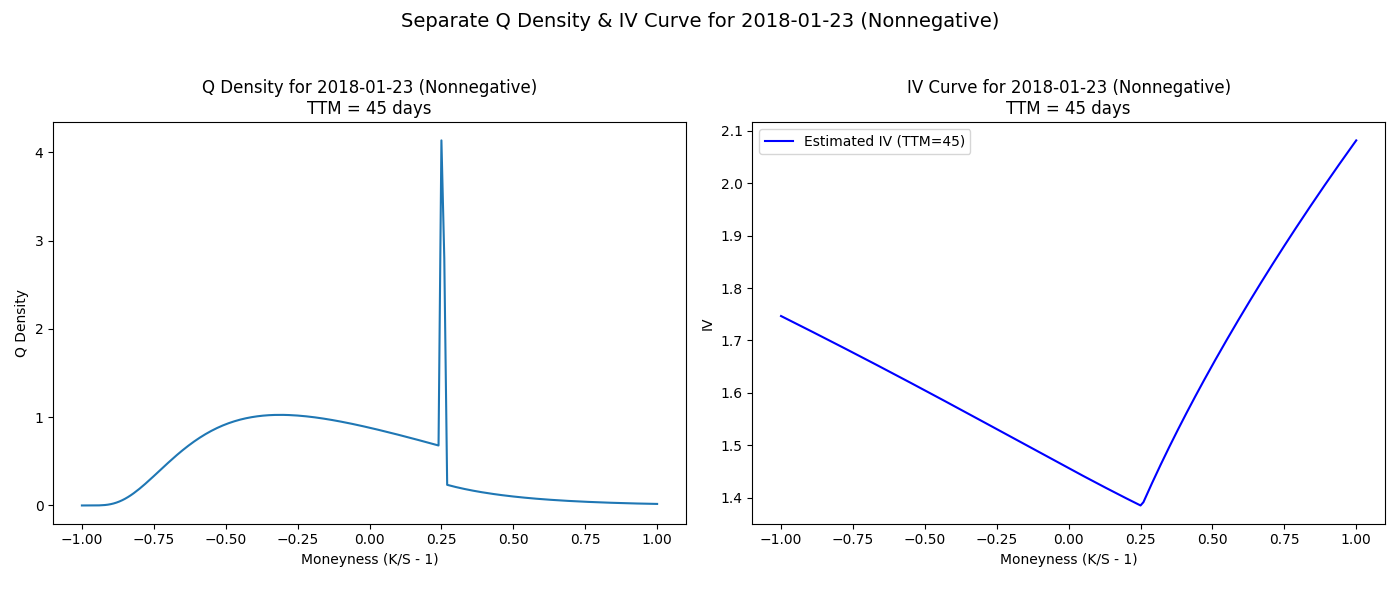 Separate Q Density & IV Curve for 2018-01-23 (Nonnegative)
Q Density for 2018-01-23 (Nonnegative)
TTM = 45 days
4
3
2
1
0
Q Density
−1.00 −0.75 −0.50 −0.25 0.00 0.25 0.50 0.75 1.00
Moneyness (K/S - 1)
IV Curve for 2018-01-23 (Nonnegative)
TTM = 45 days
Estimated IV (TTM=45)
2.1
2.0
1.9
1.8
1.7
1.6
1.5
1.4
IV
−1.00 −0.75 −0.50 −0.25 0.00 0.25 0.50 0.75 1.00
Moneyness (K/S - 1)